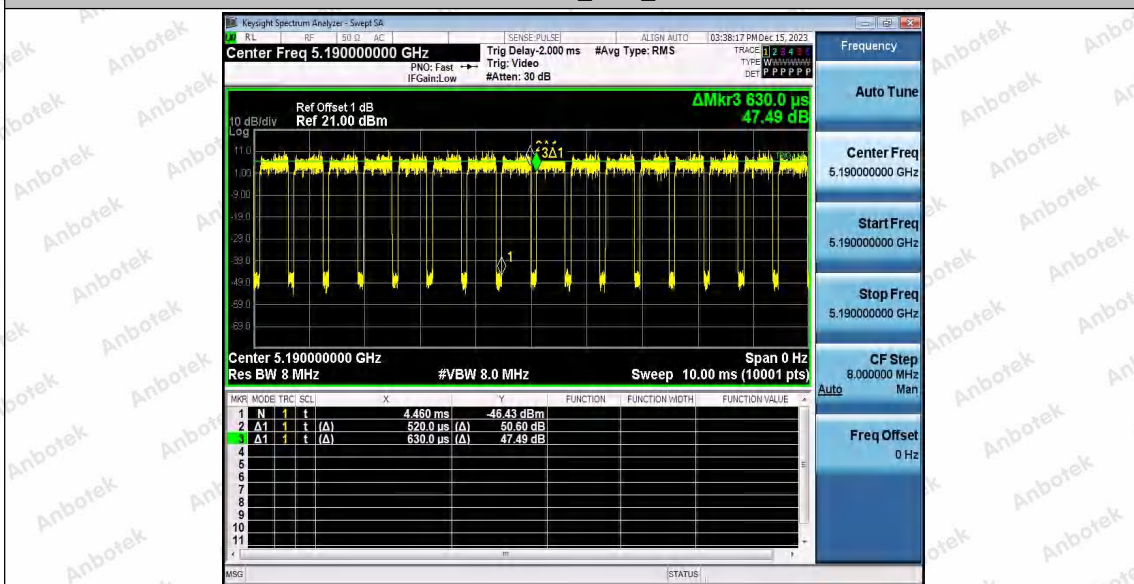 Keysight Spectrum Analyzer - Swept SA
RL RF 50 Ω AC SENSE:PULSE ALIGN AUTO 03:38:17 PM Dec 15, 2023
Center Freq 5.190000000 GHz
PNO: Fast
IFGain:Low
Trig Delay-2.000 ms
Trig: Video
#Atten: 30 dB
#Avg Type: RMS
TRACE 1 2 3 4 5 6
TYPE W
DET P P P P P P
ΔMkr3 630.0 µs
47.49 dB
Ref Offset 1 dB
10 dB/div Ref 21.00 dBm
Log
11.0
1.00
-9.00
-19.0
-29.0
-39.0
-49.0
-59.0
-69.0
3Δ1
1
Center 5.190000000 GHz Span 0 Hz
Res BW 8 MHz #VBW 8.0 MHz Sweep 10.00 ms (10001 pts)
MKR MODE TRC SCL X Y FUNCTION FUNCTION WIDTH FUNCTION VALUE
1 N 1 t 4.460 ms -46.43 dBm
2 Δ1 1 t (Δ) 520.0 µs (Δ) 50.60 dB
3 Δ1 1 t (Δ) 630.0 µs (Δ) 47.49 dB
4
5
6
7
8
9
10
11
MSG STATUS
Frequency
Auto Tune
Center Freq
5.190000000 GHz
Start Freq
5.190000000 GHz
Stop Freq
5.190000000 GHz
CF Step
8.000000 MHz
Auto Man
Freq Offset
0 Hz
Anbotek